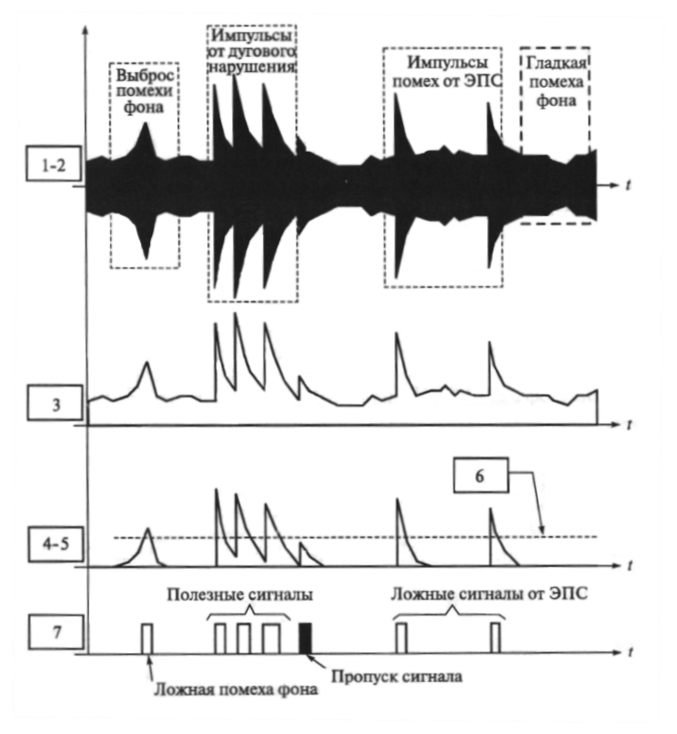 Импульсы
от дугового
нарушения
Выброс
помехи
фона
Импульсы
помех от ЭПС
Гладкая
помеха
фона
1-2
t
3
t
6
4-5
t
Полезные сигналы
Ложные сигналы от ЭПС
7
t
Ложная помеха фона
Пропуск сигнала